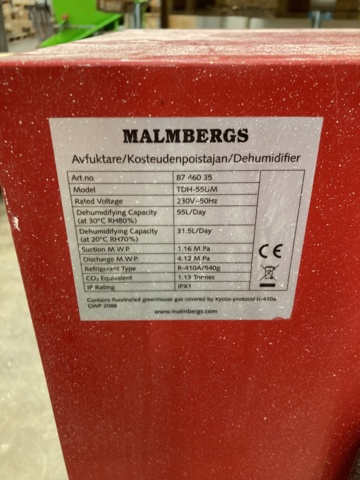 MALMBERGS
Avfuktare/Kosteudenpoistajan/Dehumidifier
Art.no 87 460 35
Model TDH-55UM
Rated Voltage 230V~50Hz
Dehumidifying Capacity 55L/Day
(at 30°C RH80%)
Dehumidifying Capacity 31.5L/Day
(at 20°C RH70%)
Suction M.W.P. 1.16 M Pa
Discharge M.W.P. 4.12 M Pa
Refrigerant Type R-410A/540g
CO₂ Equivalent 1.13 Tonnes
IP Rating IPX1
CE
Contains fluorinated greenhouse gas covered by Kyoto-protocol R-410a
GWP 2088
www.malmbergs.com